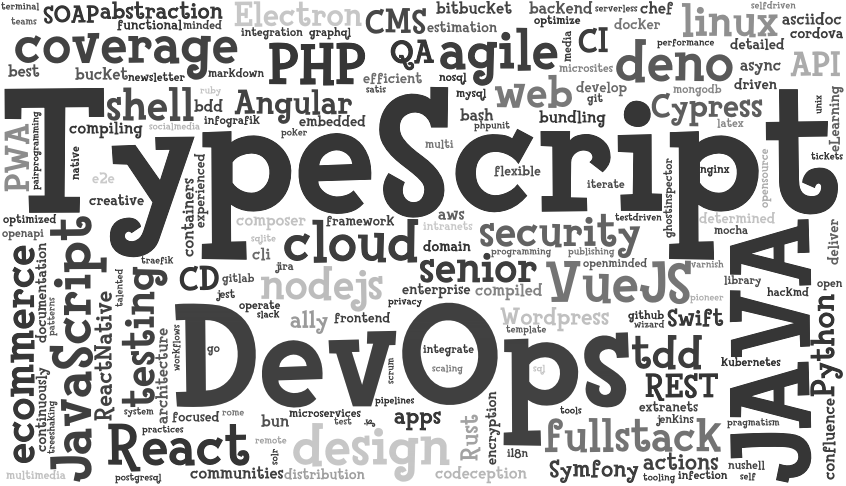 terminal
SOAP
abstraction
Electron
CMS
bitbucket
backend
serverless
chef
linux
selfdriven
asciidoc
cordova
teams
functional
minded
integration
graphql
estimation
optimize
docker
coverage
PHP
QA
agile
media
CI
performance
detailed
best
bucket
newsletter
markdown
efficient
satis
nosql
microsites
deno
async
API
ruby
mysql
web
develop
git
mongodb
driven
shell
bdd
Angular
infografik
embedded
bash
phpunit
bundling
Cypress
latex
unix
eLearning
PWA
pairprogramming
compiling
socialmedia
poker
multi
TypeScript
native
e2e
experienced
containers
flexible
iterate
nginx
opensource
tickets
creative
optimized
openapi
composer
framework
aws
intranets
testdriven
ghostinspector
determined
mocha
sqlite
cloud
domain
security
cli
programming
publishing
deliver
traefik
jira
senior
openminded
varnish
library
open
ecommerce
documentation
JavaScript
patterns
talented
testing
CD
gitlab
nodejs
enterprise
compiled
VueJS
pioneer
hackmd
JAVA
jest
operate
slack
privacy
ReactNative
ally
frontend
Wordpress
github
wizard
Swift
template
workflows
architecture
DevOps
go
integrate
scrum
scaling
sql
tdd
kubernetes
Python
continuously
treeshaking
pipelines
REST
system
focused
rome
bun
microservices
test
apps
tools
extranets
jenkins
pragmatism
confluence
practices
React
remote
solr
design
Rust
encryption
i18n
fullstack
nushell
self
multimedia
postgresql
communities
distribution
codeception
Symfony
actions
tooling
infection